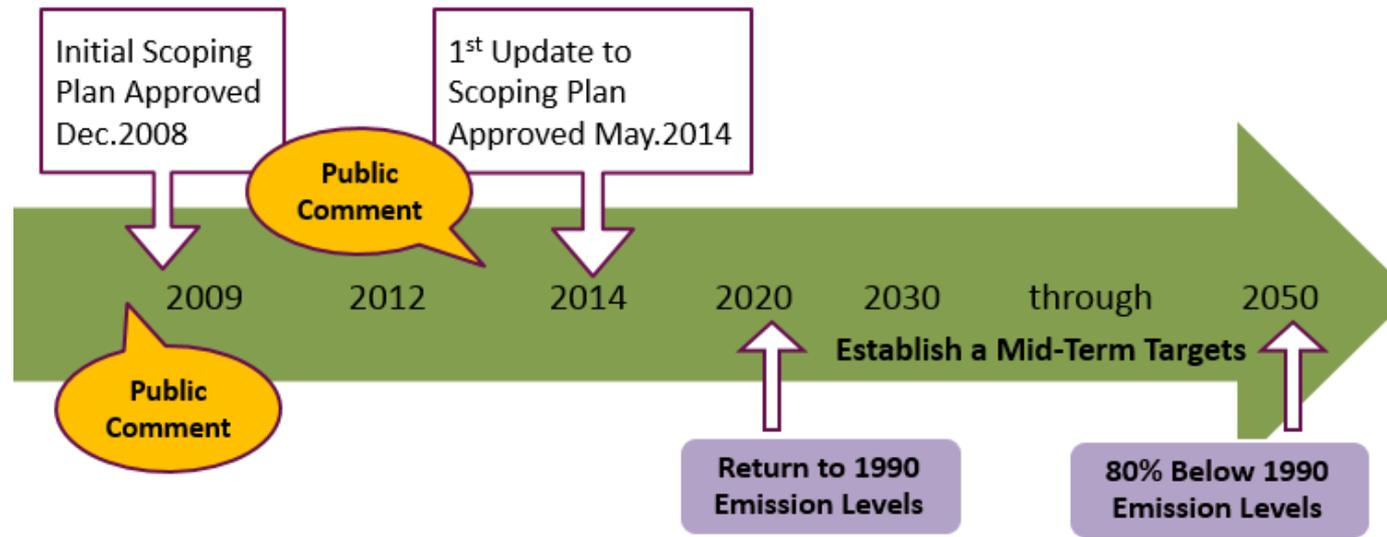 Initial Scoping
Plan Approved
Dec.2008
1st Update to
Scoping Plan
Approved May.2014
Public
Comment
2009 2012 2014 2020 2030 through 2050
Establish a Mid-Term Targets
Public
Comment
Return to 1990
Emission Levels
80% Below 1990
Emission Levels